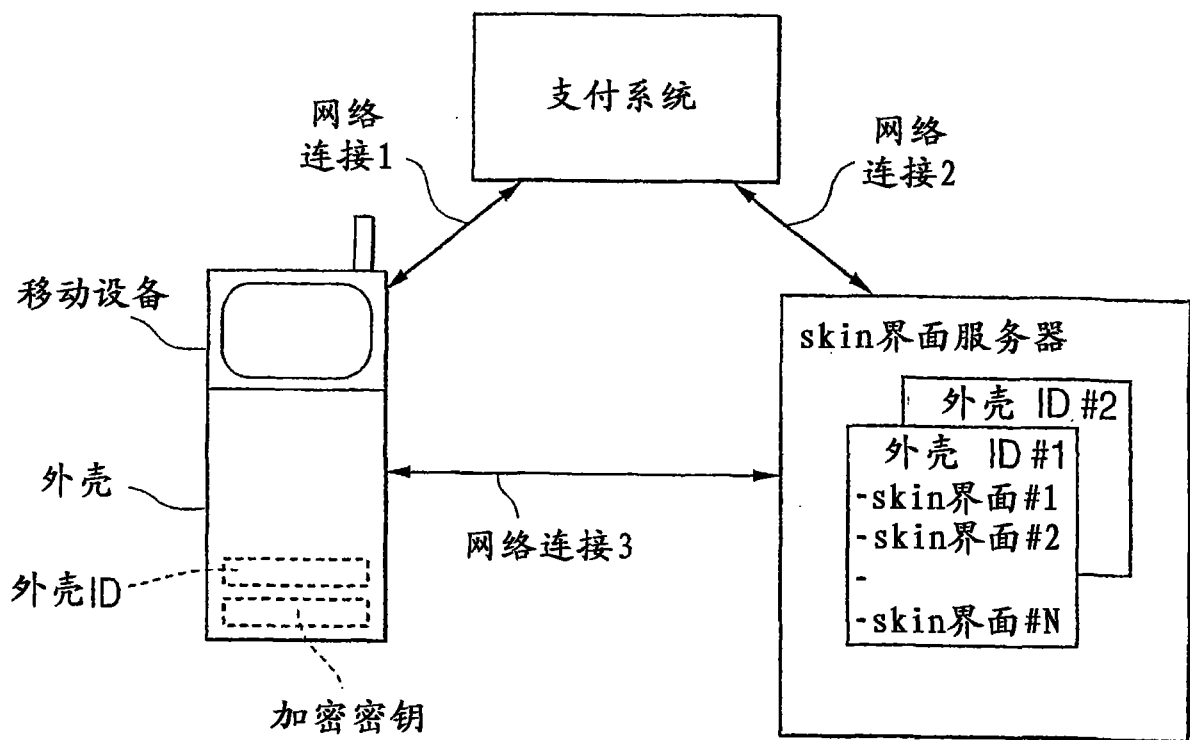 支付系统
网络
连接1
网络
连接2
移动设备
skin界面服务器
外壳 ID #2
外壳 ID #1
-skin界面#1
-skin界面#2
-
-skin界面#N
外壳
网络连接3
外壳ID
加密密钥